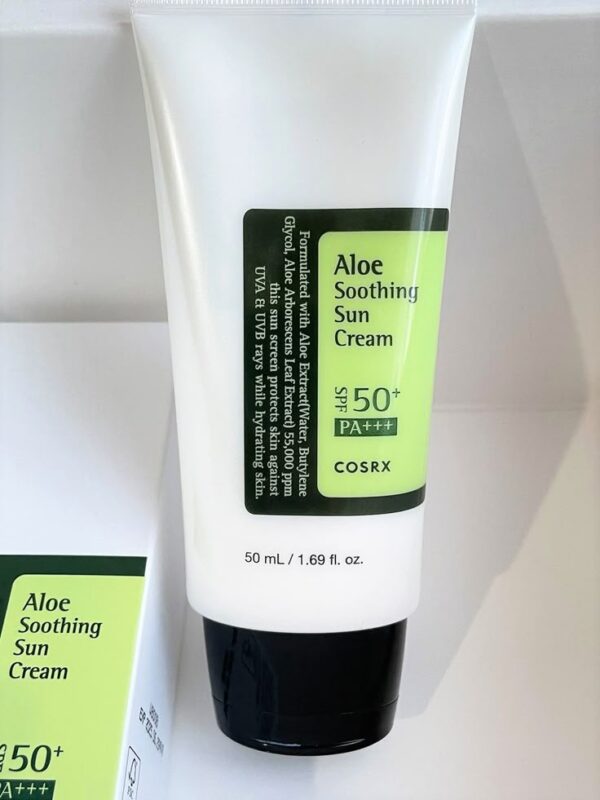 Aloe
Soothing
Sun
Cream
SPF 50+
PA+++
COSRX
Formulated with Aloe Extract(Water, Butylene
Glycol, Aloe Arborescens Leaf Extract) 55,000 ppm
this sun screen protects skin against
UVA & UVB rays while hydrating skin.
50 mL / 1.69 fl. oz.
Aloe
Soothing
Sun
Cream
50+
PA+++